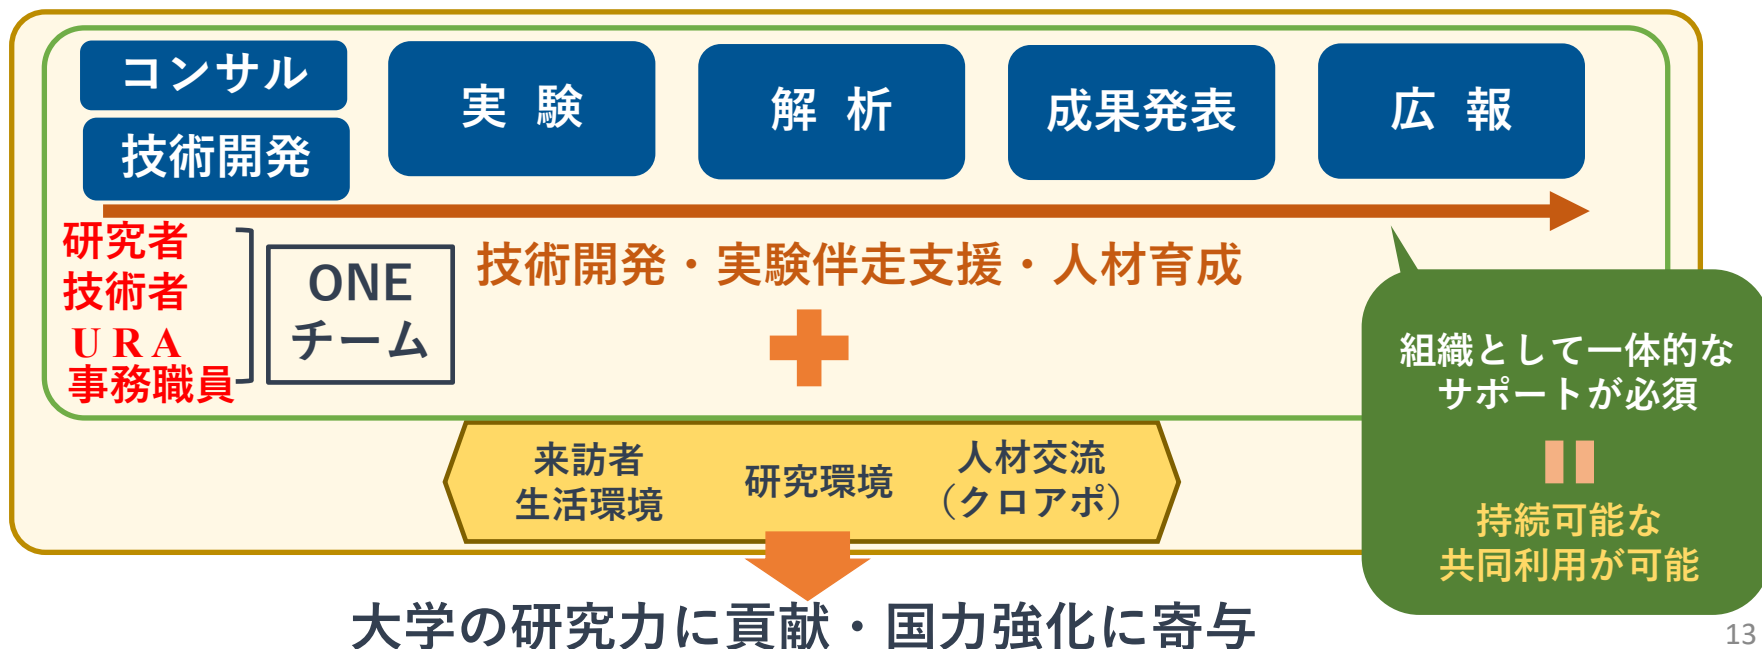 コンサル
技術開発
実 験
解 析
成果発表
広 報
研究者
技術者
URA
事務職員
ONE
チーム
技術開発・実験伴走支援・人材育成
組織として一体的な
サポートが必須
持続可能な
共同利用が可能
来訪者
生活環境
研究環境
人材交流
（クロアポ）
大学の研究力に貢献・国力強化に寄与
13